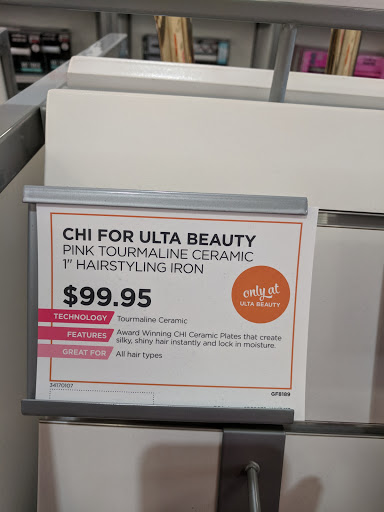 CHI FOR ULTA BEAUTY
PINK TOURMALINE CERAMIC
1" HAIRSTYLING IRON
$99.95
only at
ULTA BEAUTY
TECHNOLOGY Tourmaline Ceramic
FEATURES Award Winning CHI Ceramic Plates that create
silky, shiny hair instantly and lock in moisture.
GREAT FOR All hair types
34170107
GF8189